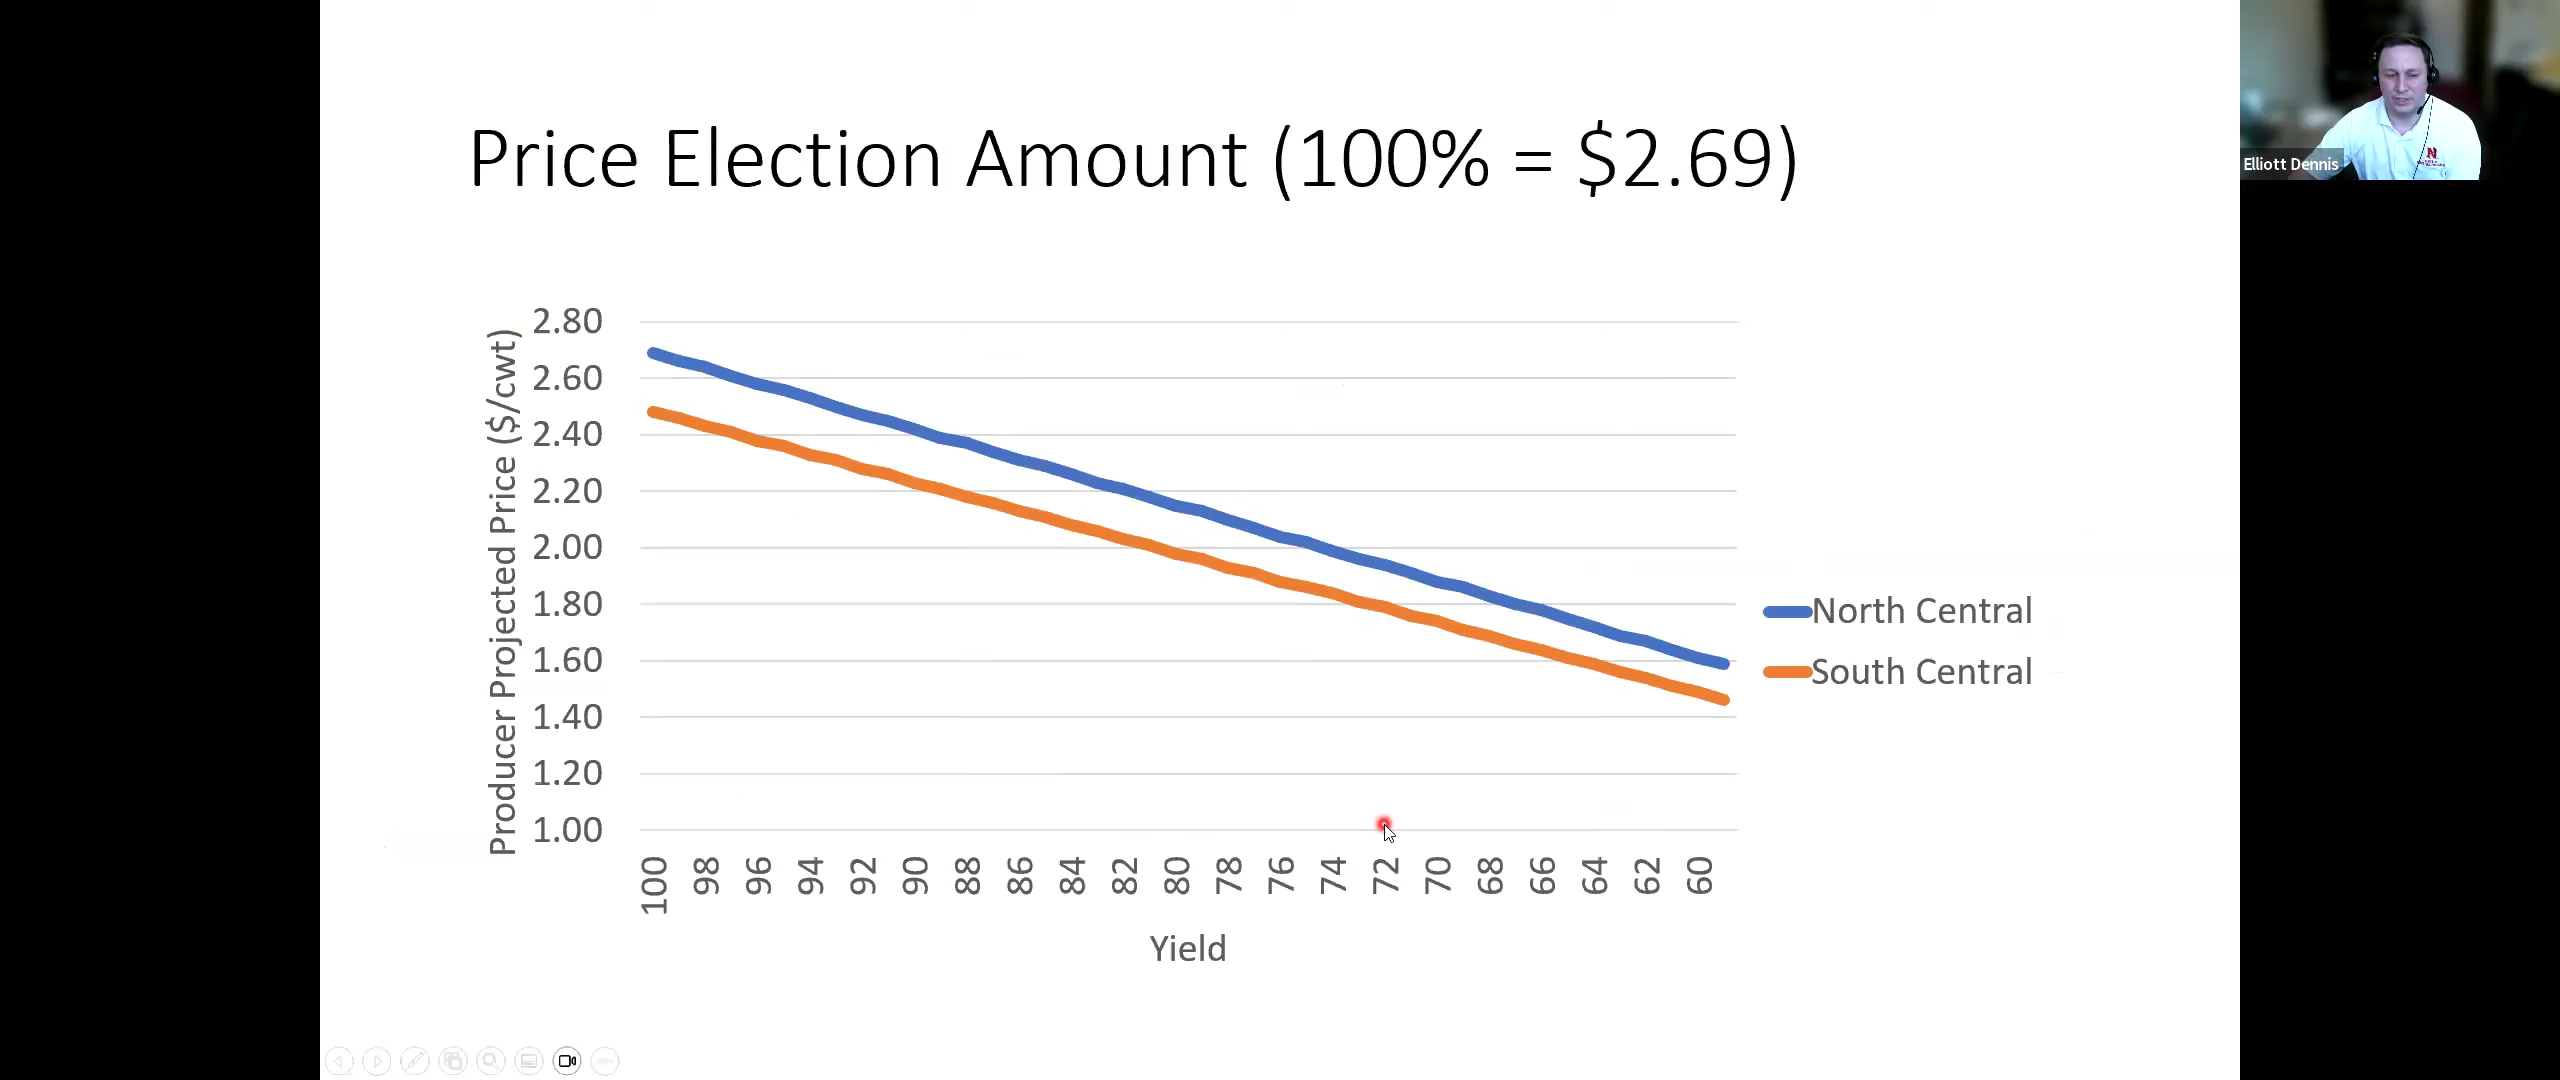 Price Election Amount (100% = $2.69)
Elliott Dennis
Producer Projected Price ($/cwt)
2.80
2.60
2.40
2.20
2.00
1.80
1.60
1.40
1.20
1.00
100 98 96 94 92 90 88 86 84 82 80 78 76 74 72 70 68 66 64 62 60
Yield
North Central
South Central